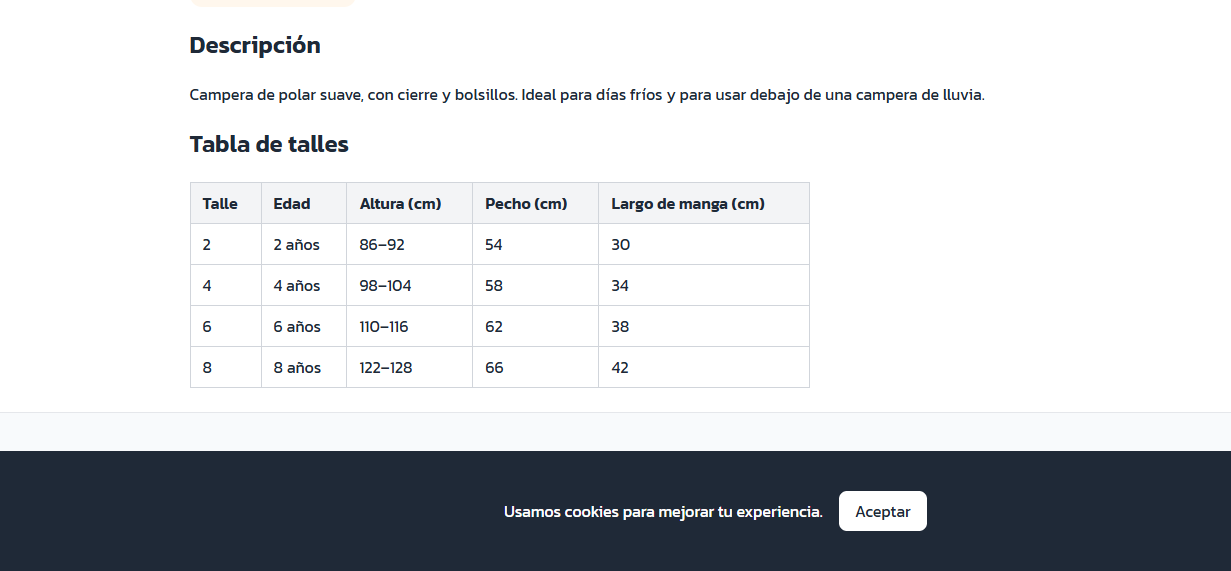 Descripción
Campera de polar suave, con cierre y bolsillos. Ideal para días fríos y para usar debajo de una campera de lluvia.
Tabla de talles
Talle Edad Altura (cm) Pecho (cm) Largo de manga (cm)
2 2 años 86–92 54 30
4 4 años 98–104 58 34
6 6 años 110–116 62 38
8 8 años 122–128 66 42
Usamos cookies para mejorar tu experiencia. Aceptar